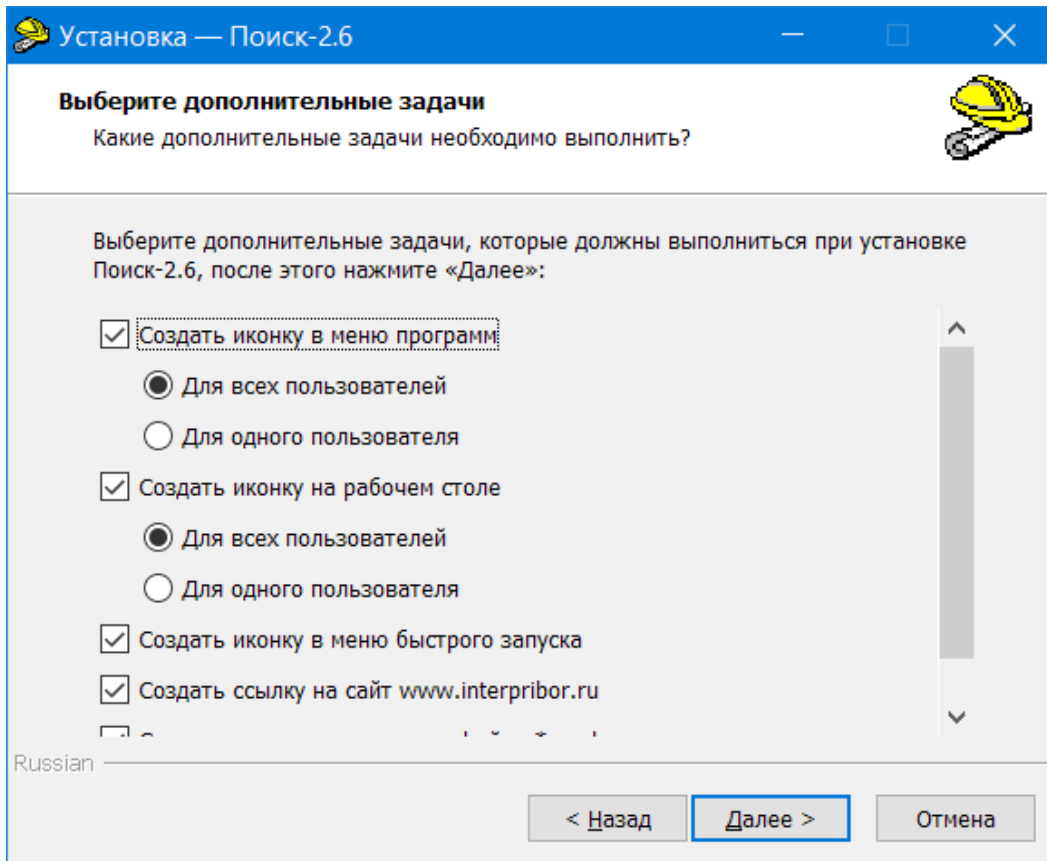 Установка — Поиск-2.6
Выберите дополнительные задачи
Какие дополнительные задачи необходимо выполнить?
Выберите дополнительные задачи, которые должны выполниться при установке
Поиск-2.6, после этого нажмите «Далее»:
Создать иконку в меню программ
Для всех пользователей
Для одного пользователя
Создать иконку на рабочем столе
Для всех пользователей
Для одного пользователя
Создать иконку в меню быстрого запуска
Создать ссылку на сайт www.interpribor.ru
Russian
< Назад Далее > Отмена